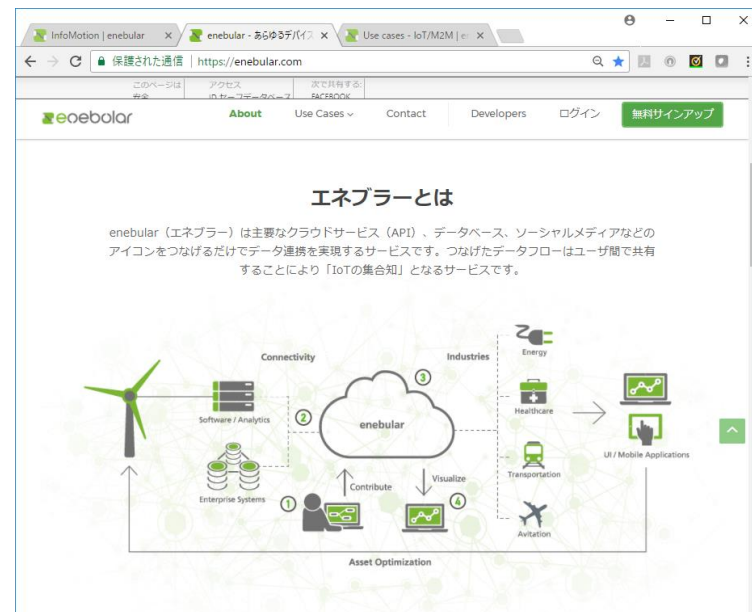 InfoMotion | enebular
enebular - あらゆるデバイス
Use cases - IoT/M2M | en
保護された通信 | https://enebular.com
このページは
アクセス
次で共有する:
安全
ID セーフデータベース
FACEBOOK
enebular
About
Use Cases
Contact
Developers
ログイン
無料サインアップ
エネブラーとは
enebular（エネブラー）は主要なクラウドサービス（API）、データベース、ソーシャルメディアなどの
アイコンをつなげるだけでデータ連携を実現するサービスです。つなげたデータフローはユーザ間で共有
することにより「IoTの集合知」となるサービスです。
Connectivity
Industries
Energy
3
Software / Analytics
2
enebular
Healthcare
UI / Mobile Applications
Enterprise Systems
1
Contribute
Visualize
4
Transportation
Avitation
Asset Optimization